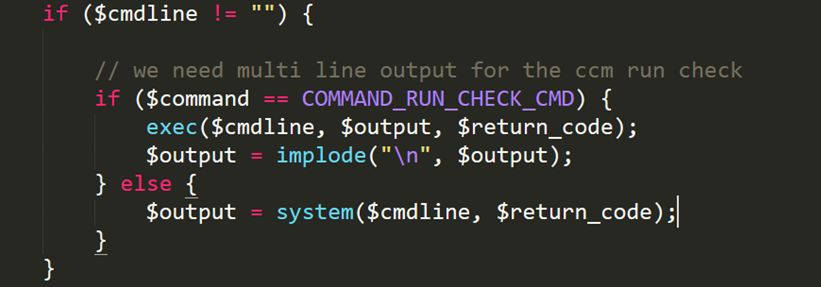 if ($cmdline != "") {
// we need multi line output for the ccm run check
if ($command == COMMAND_RUN_CHECK_CMD) {
exec($cmdline, $output, $return_code);
$output = implode("\n", $output);
} else {
$output = system($cmdline, $return_code);
}
}